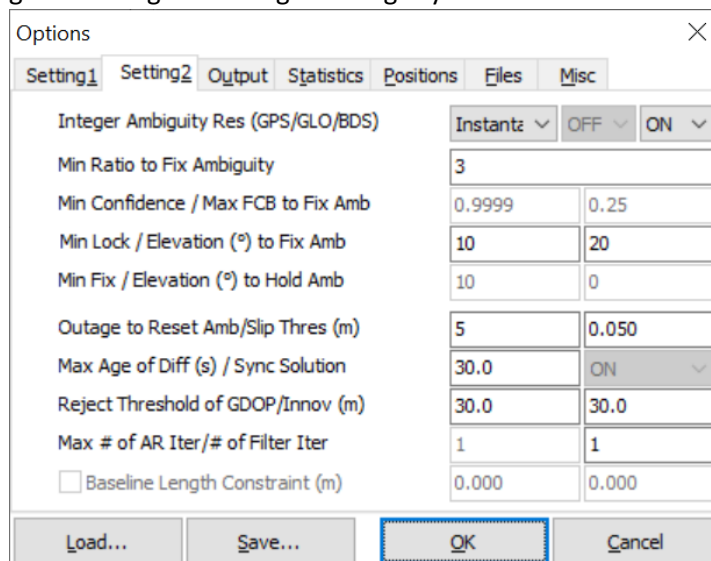 Options
Setting1 Setting2 Output Statistics Positions Files Misc
Integer Ambiguity Res (GPS/GLO/BDS) Instanta OFF ON
Min Ratio to Fix Ambiguity 3
Min Confidence / Max FCB to Fix Amb 0.9999 0.25
Min Lock / Elevation (°) to Fix Amb 10 20
Min Fix / Elevation (°) to Hold Amb 10 0
Outage to Reset Amb/Slip Thres (m) 5 0.050
Max Age of Diff (s) / Sync Solution 30.0 ON
Reject Threshold of GDOP/Innov (m) 30.0 30.0
Max # of AR Iter/# of Filter Iter 1 1
Baseline Length Constraint (m) 0.000 0.000
Load... Save... OK Cancel